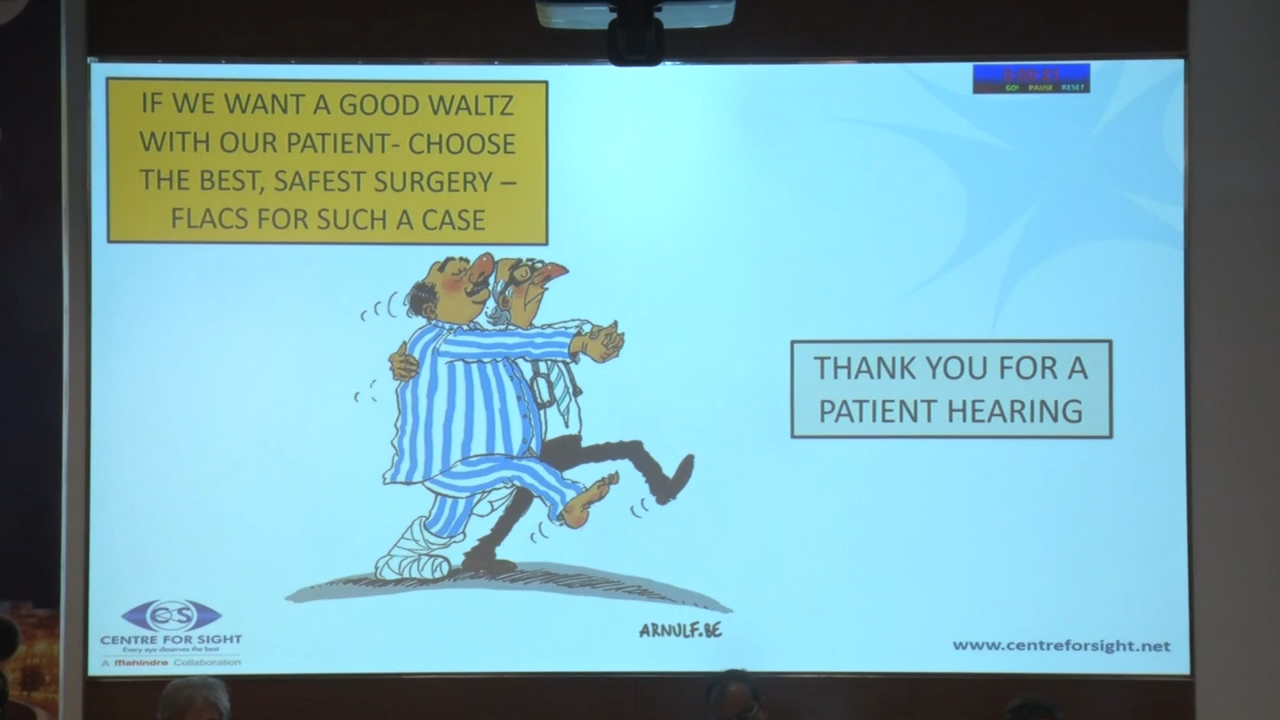 IF WE WANT A GOOD WALTZ
WITH OUR PATIENT- CHOOSE
THE BEST, SAFEST SURGERY –
FLACS FOR SUCH A CASE
GO! PAUSE RESET
THANK YOU FOR A
PATIENT HEARING
ARNULF.BE
CS
CENTRE FOR SIGHT
Every eye deserves the best
A Mahindra Collaboration
www.centreforsight.net